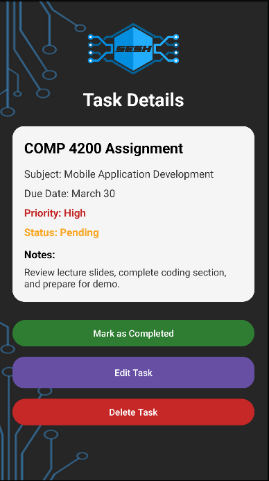 SESH
Task Details
COMP 4200 Assignment
Subject: Mobile Application Development
Due Date: March 30
Priority: High
Status: Pending
Notes:
Review lecture slides, complete coding section,
and prepare for demo.
Mark as Completed
Edit Task
Delete Task